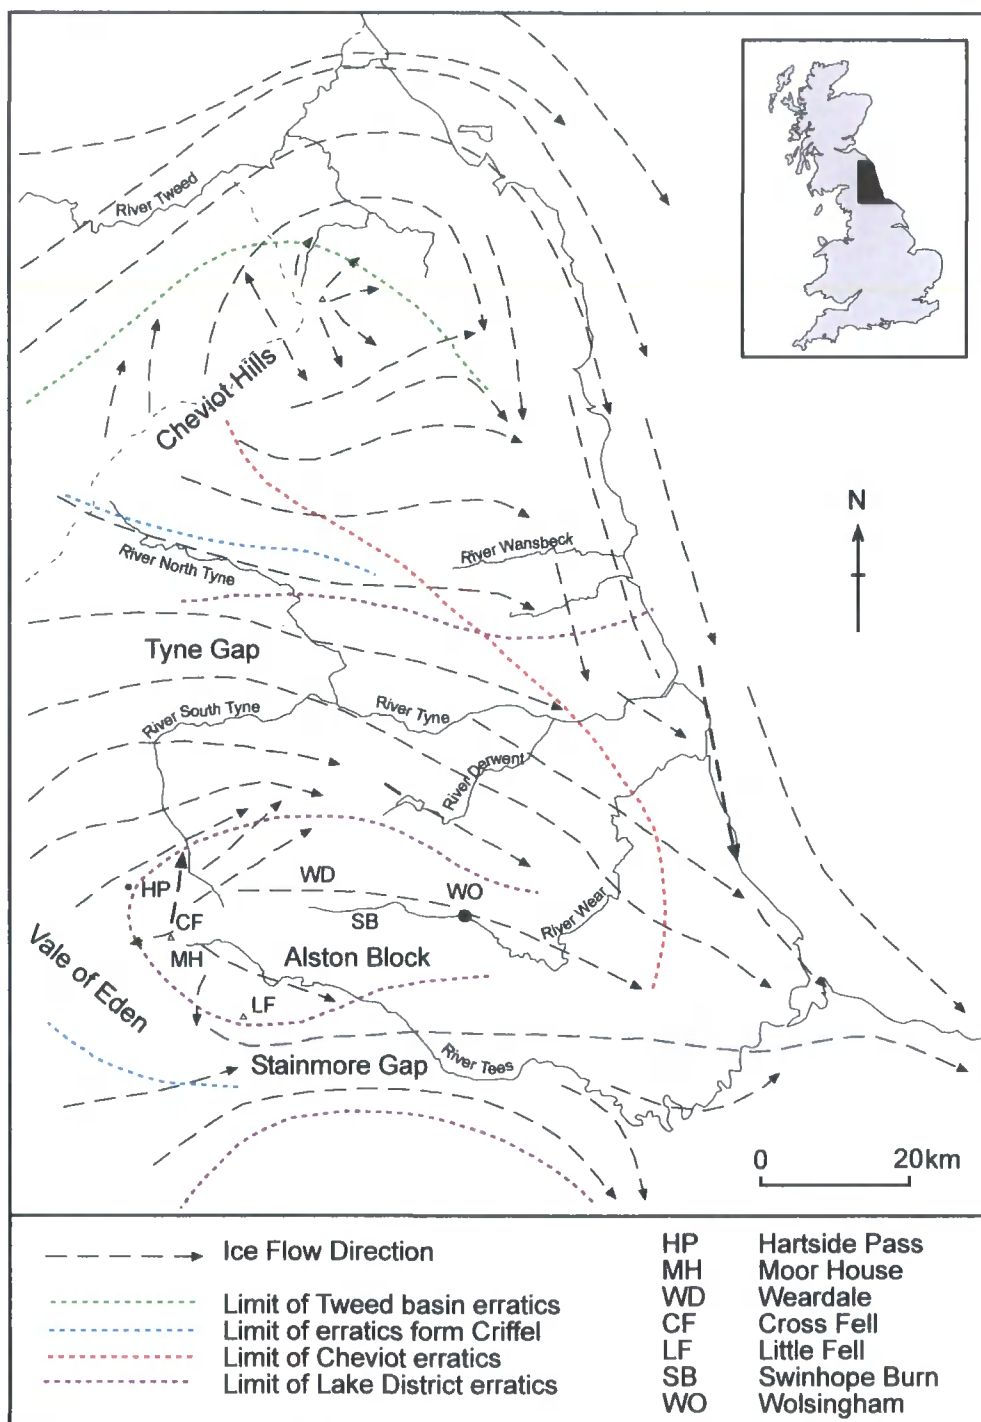 River Tweed
Cheviot Hills
N
River Wansbeck
River North Tyne
Tyne Gap
River South Tyne
River Tyne
River Derwent
HP
WD
WO
CF
SB
River Wear
MH
Alston Block
Vale of Eden
LF
Stainmore Gap
River Tees
0 20km
Ice Flow Direction
Limit of Tweed basin erratics
Limit of erratics form Criffel
Limit of Cheviot erratics
Limit of Lake District erratics
HP Hartside Pass
MH Moor House
WD Weardale
CF Cross Fell
LF Little Fell
SB Swinhope Burn
WO Wolsingham